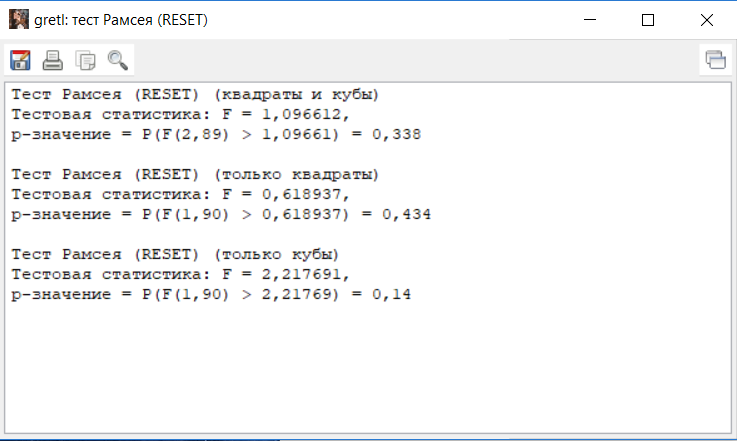 gretl: тест Рамсея (RESET)
Тест Рамсея (RESET) (квадраты и кубы)
Тестовая статистика: F = 1,096612,
р-значение = P(F(2,89) > 1,09661) = 0,338
Тест Рамсея (RESET) (только квадраты)
Тестовая статистика: F = 0,618937,
р-значение = P(F(1,90) > 0,618937) = 0,434
Тест Рамсея (RESET) (только кубы)
Тестовая статистика: F = 2,217691,
р-значение = P(F(1,90) > 2,21769) = 0,14